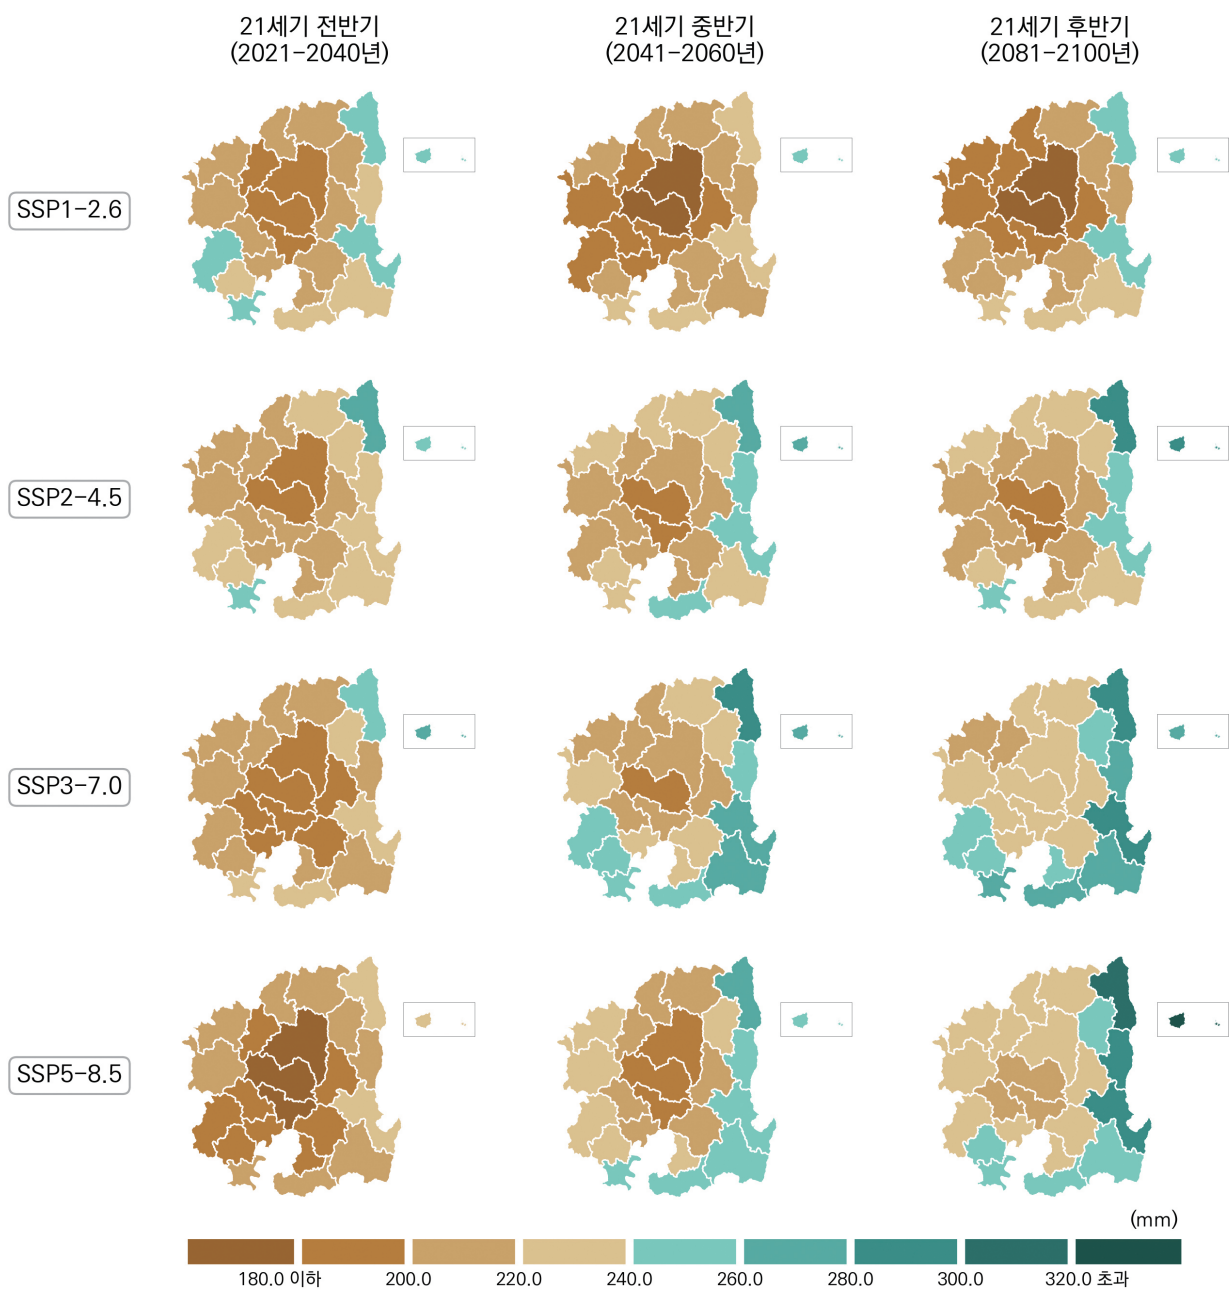 21세기 전반기
(2021-2040년)
21세기 중반기
(2041-2060년)
21세기 후반기
(2081-2100년)
SSP1-2.6
SSP2-4.5
SSP3-7.0
SSP5-8.5
(mm)
180.0 이하 200.0 220.0 240.0 260.0 280.0 300.0 320.0 초과